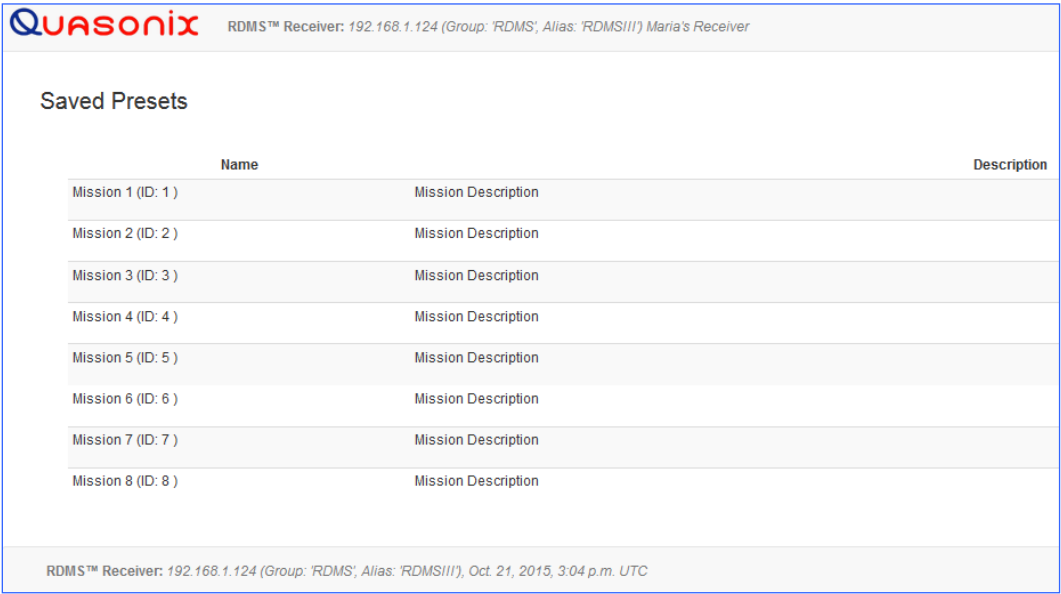 Quasonix RDMS™ Receiver: 192.168.1.124 (Group: 'RDMS', Alias: 'RDMSIII') Maria's Receiver
Saved Presets
Name Description
Mission 1 (ID: 1 ) Mission Description
Mission 2 (ID: 2 ) Mission Description
Mission 3 (ID: 3 ) Mission Description
Mission 4 (ID: 4 ) Mission Description
Mission 5 (ID: 5 ) Mission Description
Mission 6 (ID: 6 ) Mission Description
Mission 7 (ID: 7 ) Mission Description
Mission 8 (ID: 8 ) Mission Description
RDMS™ Receiver: 192.168.1.124 (Group: 'RDMS', Alias: 'RDMSIII'), Oct. 21, 2015, 3:04 p.m. UTC